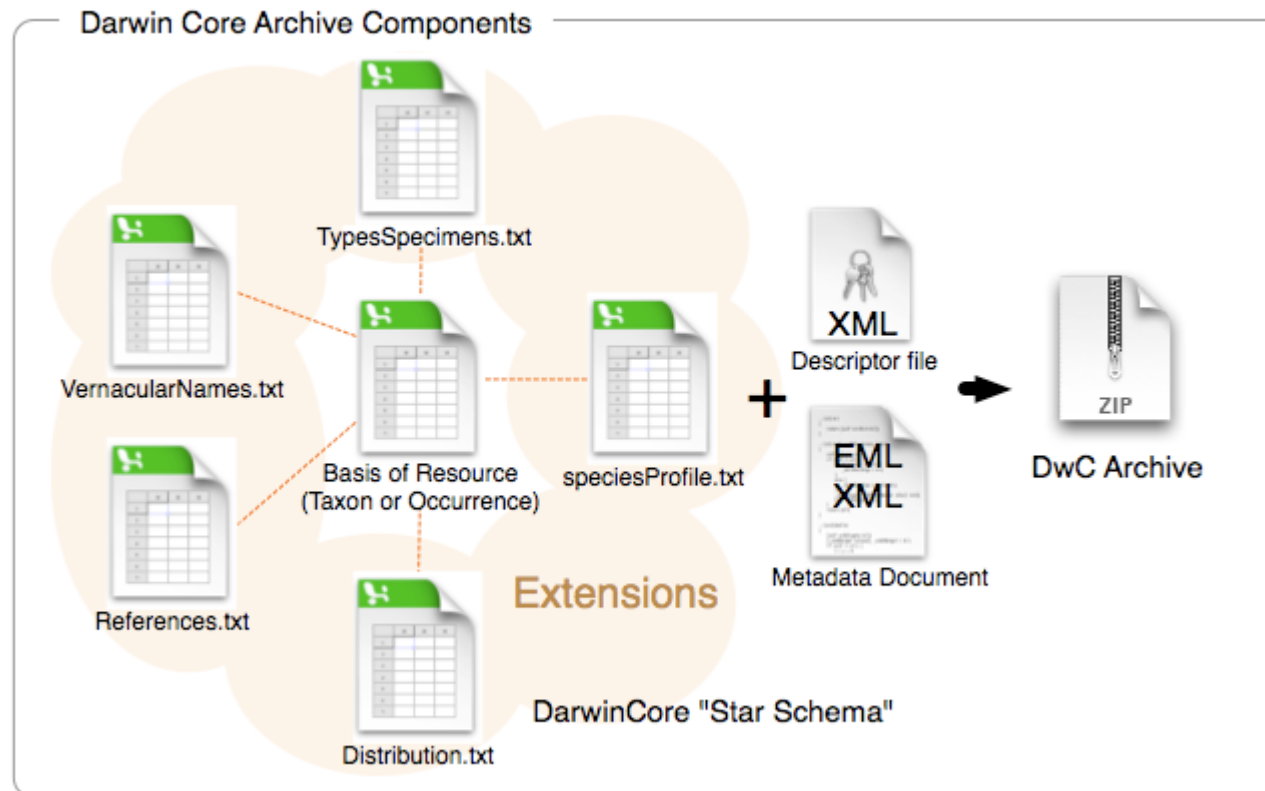 Darwin Core Archive Components
TypesSpecimens.txt
VernacularNames.txt
Basis of Resource
(Taxon or Occurrence)
speciesProfile.txt
References.txt
Distribution.txt
Extensions
DarwinCore "Star Schema"
+
XML
Descriptor file
EML
XML
Metadata Document
ZIP
DwC Archive